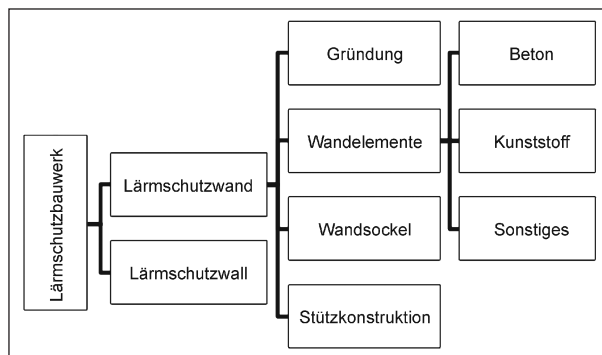 Lärmschutzbauwerk
Lärmschutzwand
Lärmschutzwall
Gründung
Wandelemente
Wandsockel
Stützkonstruktion
Beton
Kunststoff
Sonstiges